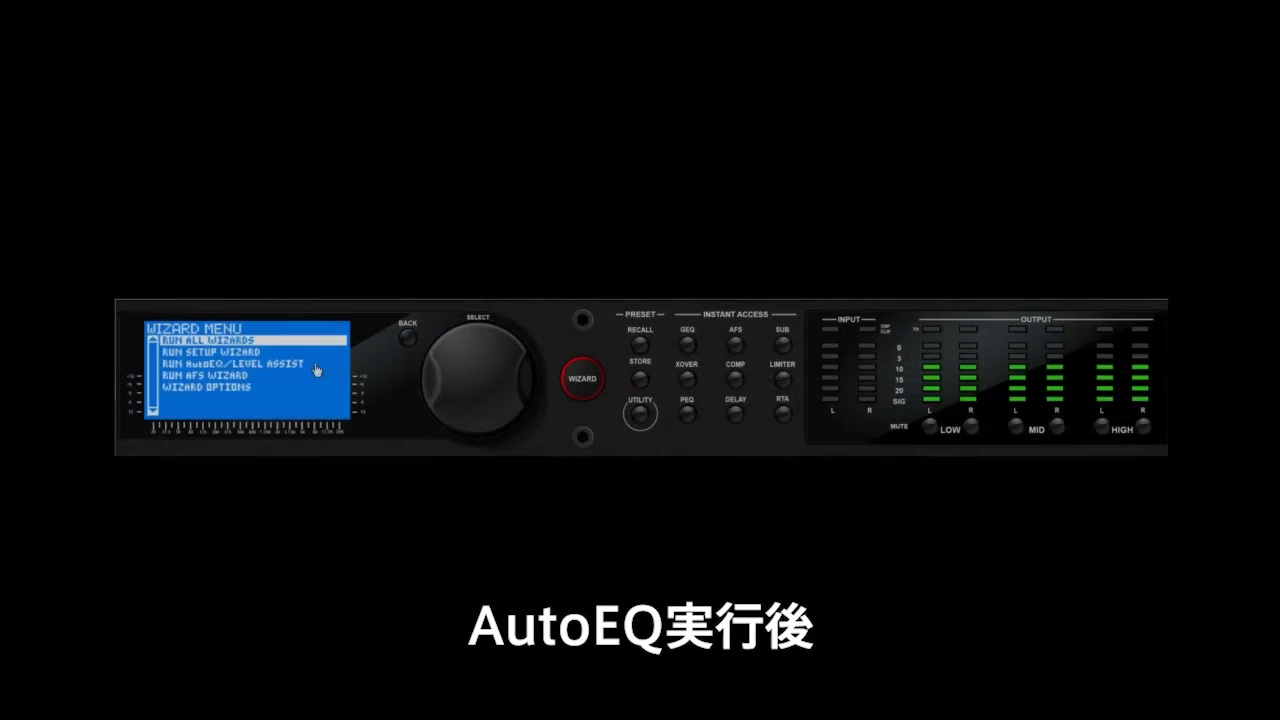 WIZARD MENU
RUN ALL WIZARDS
RUN SETUP WIZARD
RUN AutoEQ/LEVEL ASSIST
RUN AFS WIZARD
WIZARD OPTIONS
BACK
SELECT
WIZARD
PRESET
INSTANT ACCESS
RECALL GEQ AFS SUB
STORE XOVER COMP LIMITER
UTILITY PEQ DELAY RTA
INPUT
OUTPUT
0
3
10
15
20
SIG
L R L R L R L R
MUTE LOW MID HIGH
AutoEQ実行後